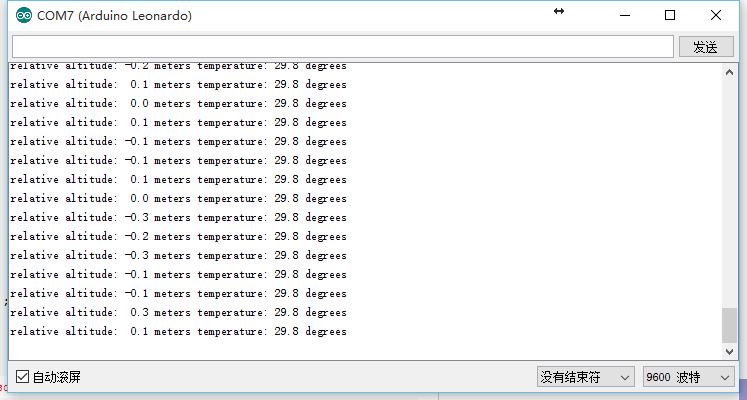 COM7 (Arduino Leonardo)
发送
relative altitude: -0.2 meters temperature: 29.8 degrees
relative altitude:  0.1 meters temperature: 29.8 degrees
relative altitude:  0.0 meters temperature: 29.8 degrees
relative altitude:  0.1 meters temperature: 29.8 degrees
relative altitude: -0.1 meters temperature: 29.8 degrees
relative altitude: -0.1 meters temperature: 29.8 degrees
relative altitude:  0.1 meters temperature: 29.8 degrees
relative altitude:  0.0 meters temperature: 29.8 degrees
relative altitude: -0.3 meters temperature: 29.8 degrees
relative altitude: -0.2 meters temperature: 29.8 degrees
relative altitude: -0.3 meters temperature: 29.8 degrees
relative altitude: -0.1 meters temperature: 29.8 degrees
relative altitude: -0.1 meters temperature: 29.8 degrees
relative altitude:  0.3 meters temperature: 29.8 degrees
relative altitude:  0.1 meters temperature: 29.8 degrees
自动滚屏 没有结束符 9600 波特